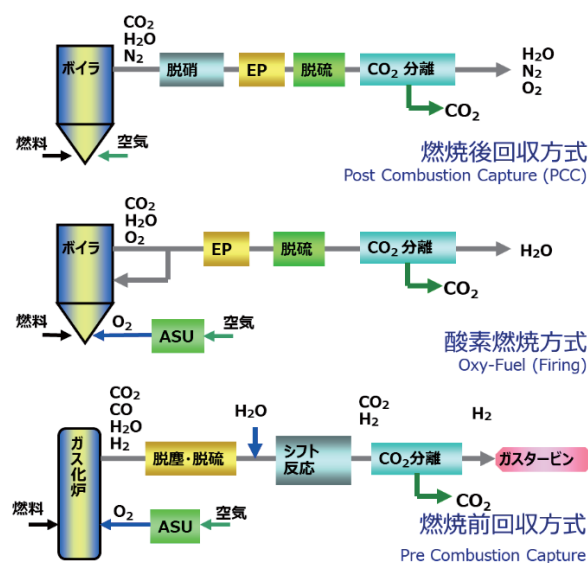 CO2
H2O
N2
ボイラ
脱硝
EP
脱硫
CO2 分離
H2O
N2
O2
CO2
燃料
空気
燃焼後回収方式
Post Combustion Capture (PCC)
CO2
H2O
O2
ボイラ
EP
脱硫
CO2 分離
H2O
CO2
燃料
O2
ASU
空気
酸素燃焼方式
Oxy-Fuel (Firing)
CO2
CO
H2O
H2
H2O
CO2
H2
H2
ガス化炉
脱塵・脱硫
シフト
反応
CO2分離
ガスタービン
CO2
燃料
O2
ASU
空気
燃焼前回収方式
Pre Combustion Capture